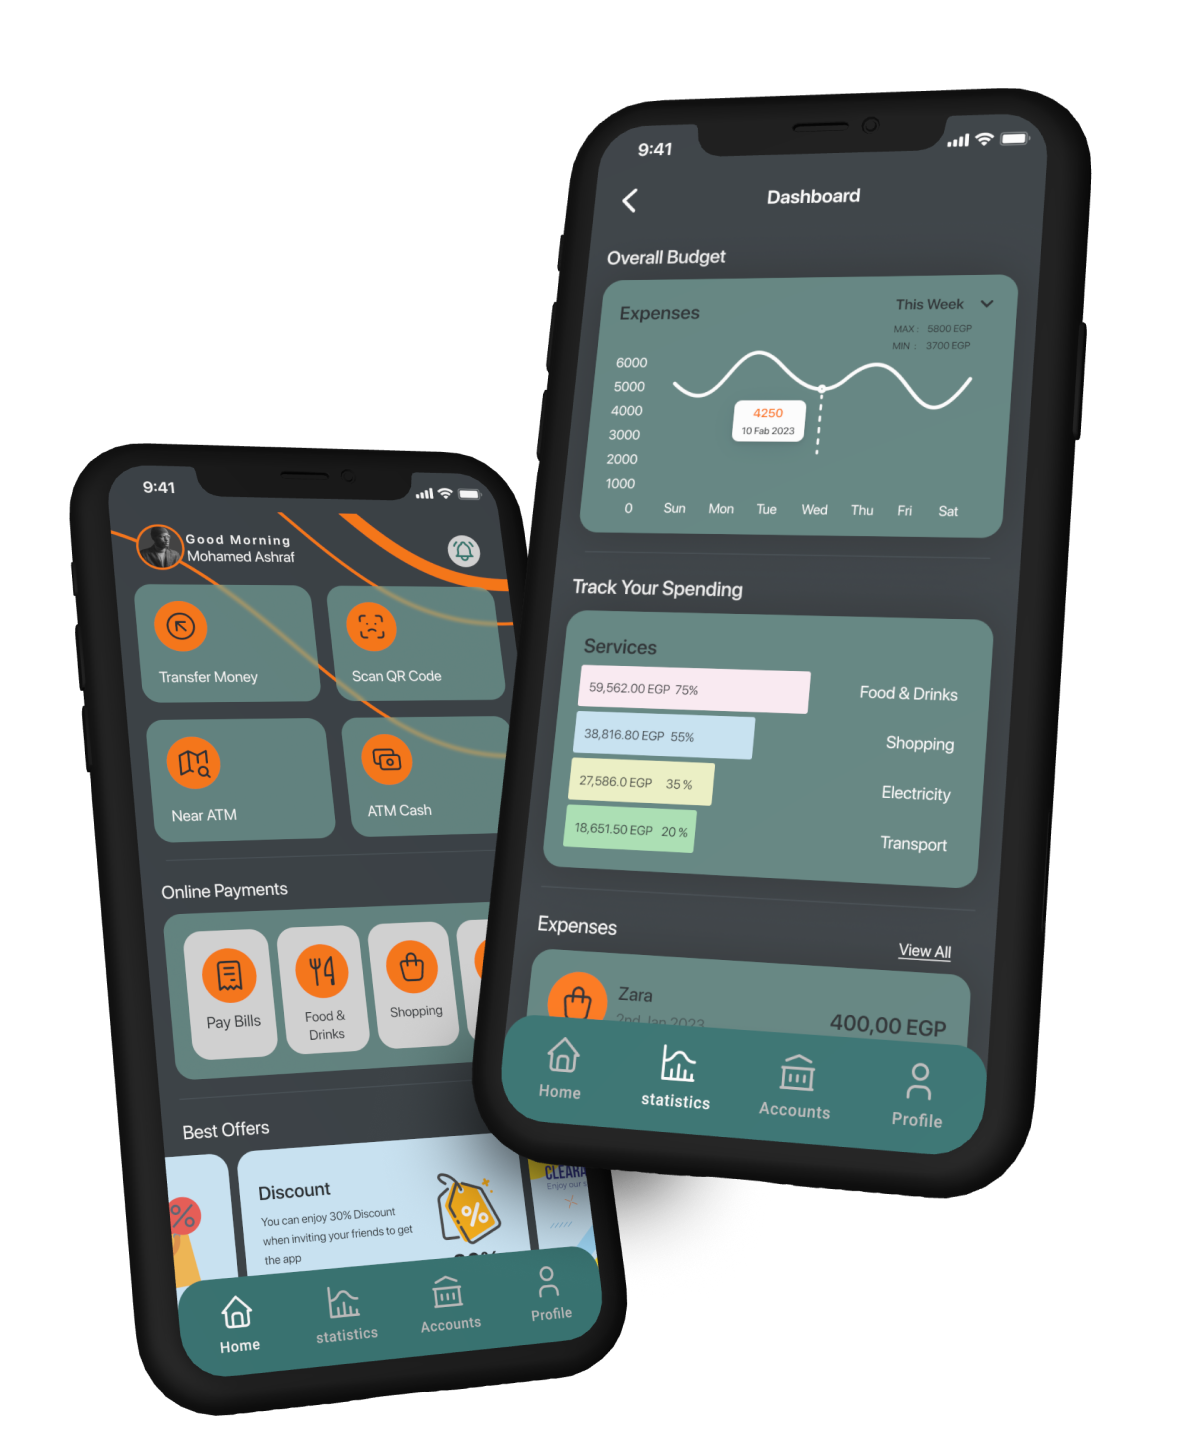 9:41
Dashboard
Overall Budget
Expenses
This Week
MAX : 5800 EGP
MIN : 3700 EGP
6000
5000
4000
3000
2000
1000
0
4250
10 Fab 2023
Sun Mon Tue Wed Thu Fri Sat
Track Your Spending
Services
59,562.00 EGP 75% Food & Drinks
38,816.80 EGP 55% Shopping
27,586.0 EGP 35 % Electricity
18,651.50 EGP 20 % Transport
Expenses
View All
Zara
2nd Jan 2023
400,00 EGP
Home statistics Accounts Profile
9:41
Good Morning
Mohamed Ashraf
Transfer Money
Scan QR Code
Near ATM
ATM Cash
Online Payments
Pay Bills
Food &
Drinks
Shopping
Best Offers
%
Discount
You can enjoy 30% Discount
when inviting your friends to get
the app
%
Enjoy our
Home statistics Accounts Profile